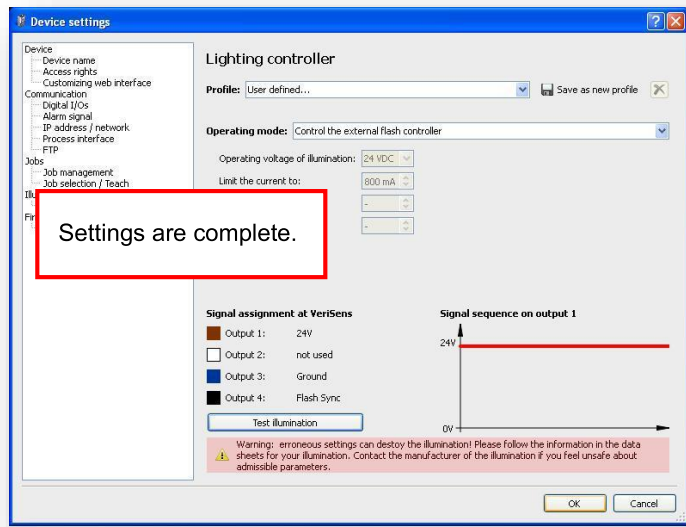 Device settings
Device
Device name
Access rights
Customizing web interface
Communication
Digital I/Os
Alarm signal
IP address / network
Process interface
FTP
Jobs
Job management
Job selection / Teach
Lighting controller
Profile: User defined... Save as new profile
Operating mode: Control the external flash controller
Operating voltage of illumination: 24 VDC
Limit the current to: 800 mA
-
-
Settings are complete.
Signal assignment at VeriSens
Output 1: 24V
Output 2: not used
Output 3: Ground
Output 4: Flash Sync
Test illumination
Signal sequence on output 1
24V
0V
Warning: erroneous settings can destoy the illumination! Please follow the information in the data
sheets for your illumination. Contact the manufacturer of the illumination if you feel unsafe about
admissible parameters.
OK Cancel